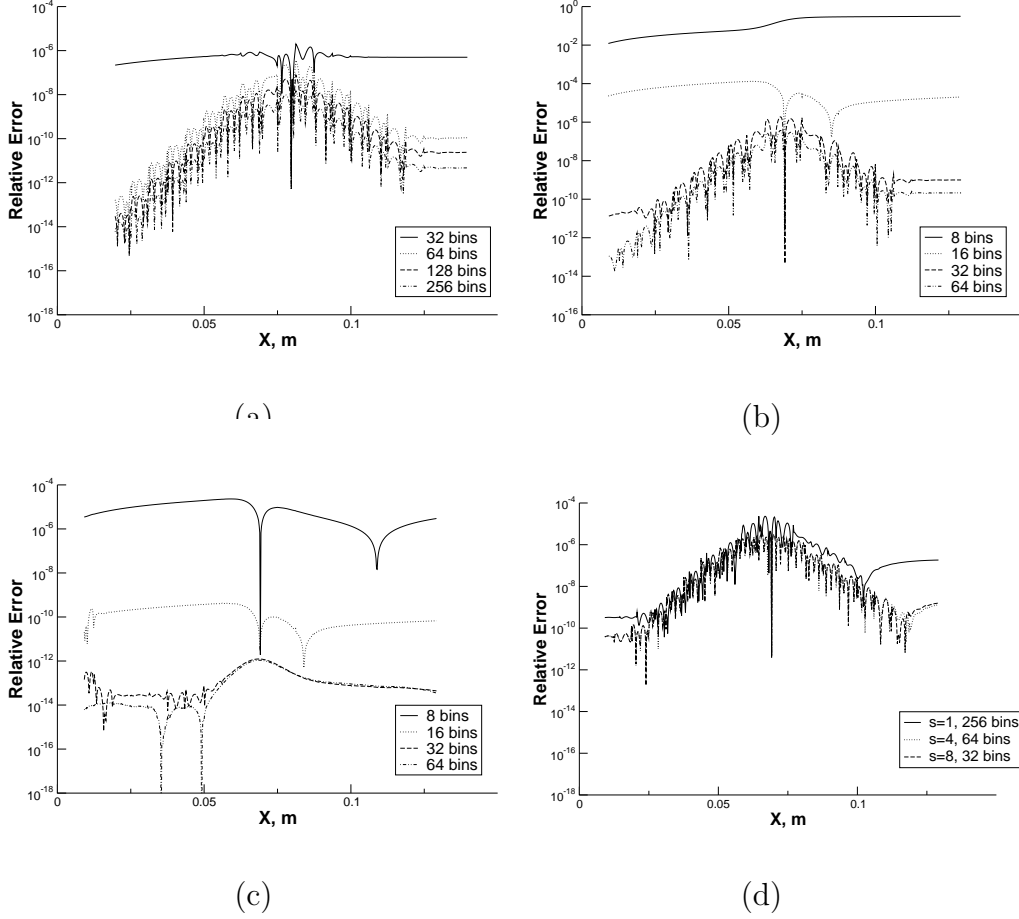 10^-4
10^-6
10^-8
10^-10
10^-12
10^-14
10^-16
10^-18
Relative Error
0
0.05
0.1
X, m
32 bins
64 bins
128 bins
256 bins
(a)
10^0
10^-2
10^-4
10^-6
10^-8
10^-10
10^-12
10^-14
10^-16
Relative Error
0
0.05
0.1
X, m
8 bins
16 bins
32 bins
64 bins
(b)
10^-4
10^-6
10^-8
10^-10
10^-12
10^-14
10^-16
10^-18
Relative Error
0
0.05
0.1
X, m
8 bins
16 bins
32 bins
64 bins
(c)
10^-4
10^-6
10^-8
10^-10
10^-12
10^-14
10^-16
10^-18
Relative Error
0
0.05
0.1
X, m
s=1, 256 bins
s=4, 64 bins
s=8, 32 bins
(d)